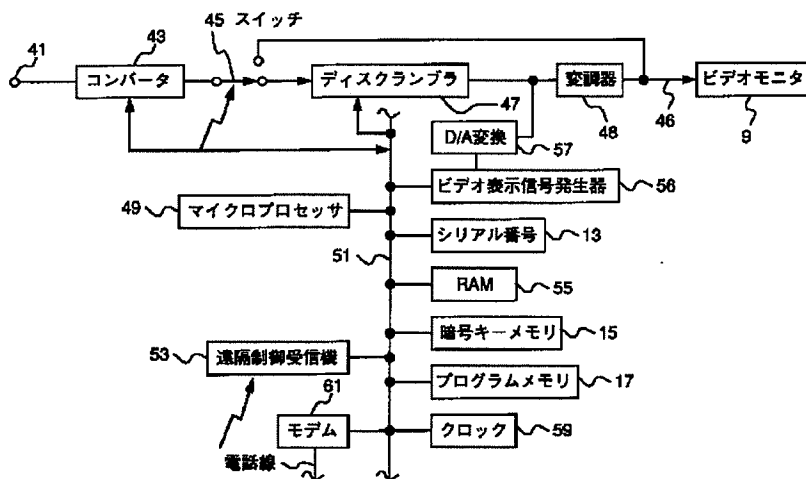 41
43
コンバータ
45
スイッチ
ディスクランブラ
47
変調器
48
46
ビデオモニタ
9
D/A変換
57
ビデオ表示信号発生器
56
49
マイクロプロセッサ
51
シリアル番号
13
RAM
55
暗号キーメモリ
15
53
遠隔制御受信機
プログラムメモリ
17
61
モデム
クロック
59
電話線